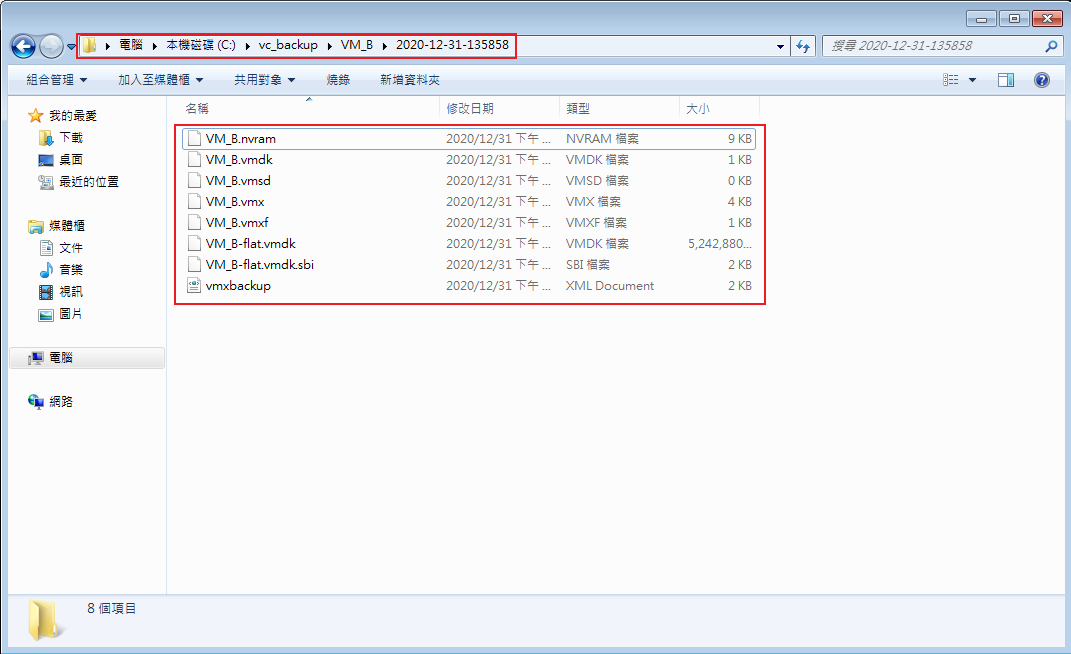 電腦 本機磁碟 (C:) vc_backup VM_B 2020-12-31-135858
搜尋 2020-12-31-135858
組合管理 加入至媒體櫃 共用對象 燒錄 新增資料夾
我的最愛
下載
桌面
最近的位置
媒體櫃
文件
音樂
視訊
圖片
電腦
網路
名稱 修改日期 類型 大小
VM_B.nvram 2020/12/31 下午 ... NVRAM 檔案 9 KB
VM_B.vmdk 2020/12/31 下午 ... VMDK 檔案 1 KB
VM_B.vmsd 2020/12/31 下午 ... VMSD 檔案 0 KB
VM_B.vmx 2020/12/31 下午 ... VMX 檔案 4 KB
VM_B.vmxf 2020/12/31 下午 ... VMXF 檔案 1 KB
VM_B-flat.vmdk 2020/12/31 下午 ... VMDK 檔案 5,242,880...
VM_B-flat.vmdk.sbi 2020/12/31 下午 ... SBI 檔案 2 KB
vmxbackup 2020/12/31 下午 ... XML Document 2 KB
8 個項目